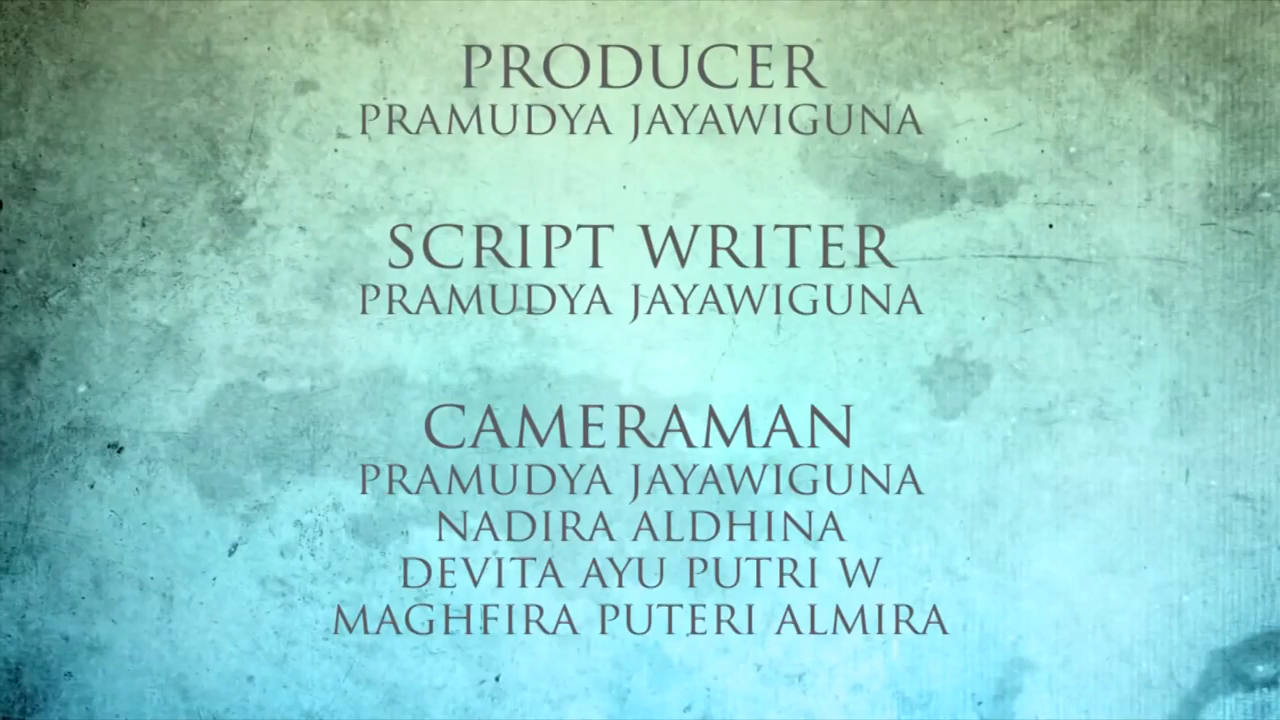 PRODUCER
PRAMUDYA JAYAWIGUNA
SCRIPT WRITER
PRAMUDYA JAYAWIGUNA
CAMERAMAN
PRAMUDYA JAYAWIGUNA
NADIRA ALDHINA
DEVITA AYU PUTRI W
MAGHFIRA PUTERI ALMIRA